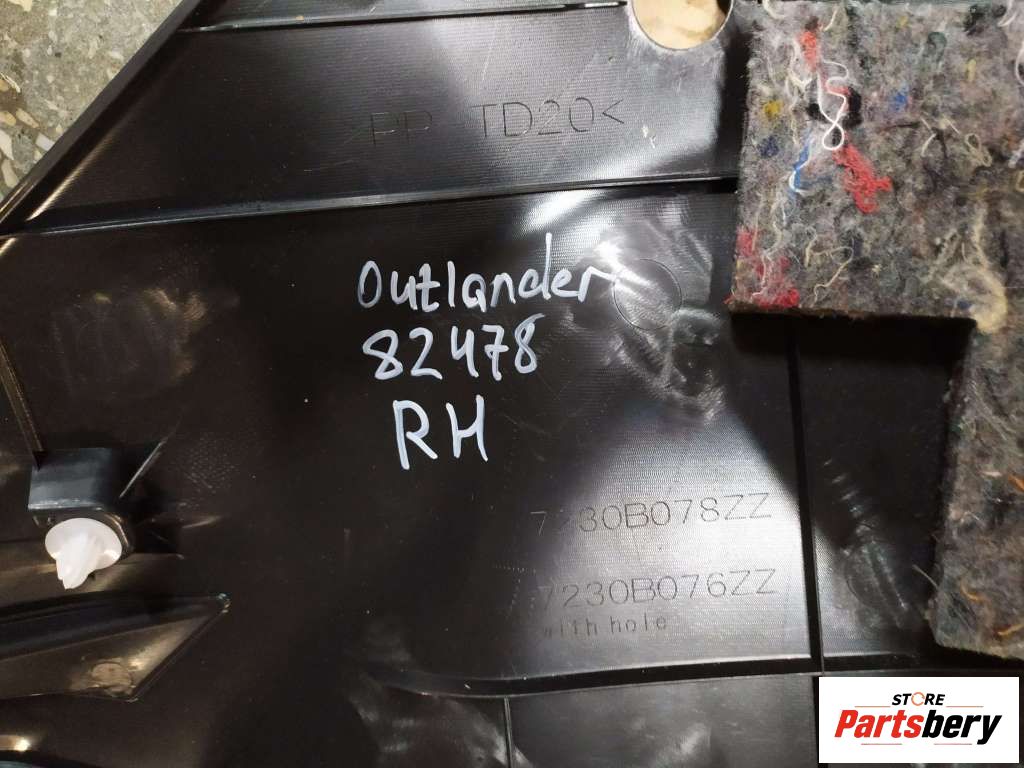 PP TD20<
Outlander
82478
RH
7230B078ZZ
7230B076ZZ
with hole
STORE
Partsbery